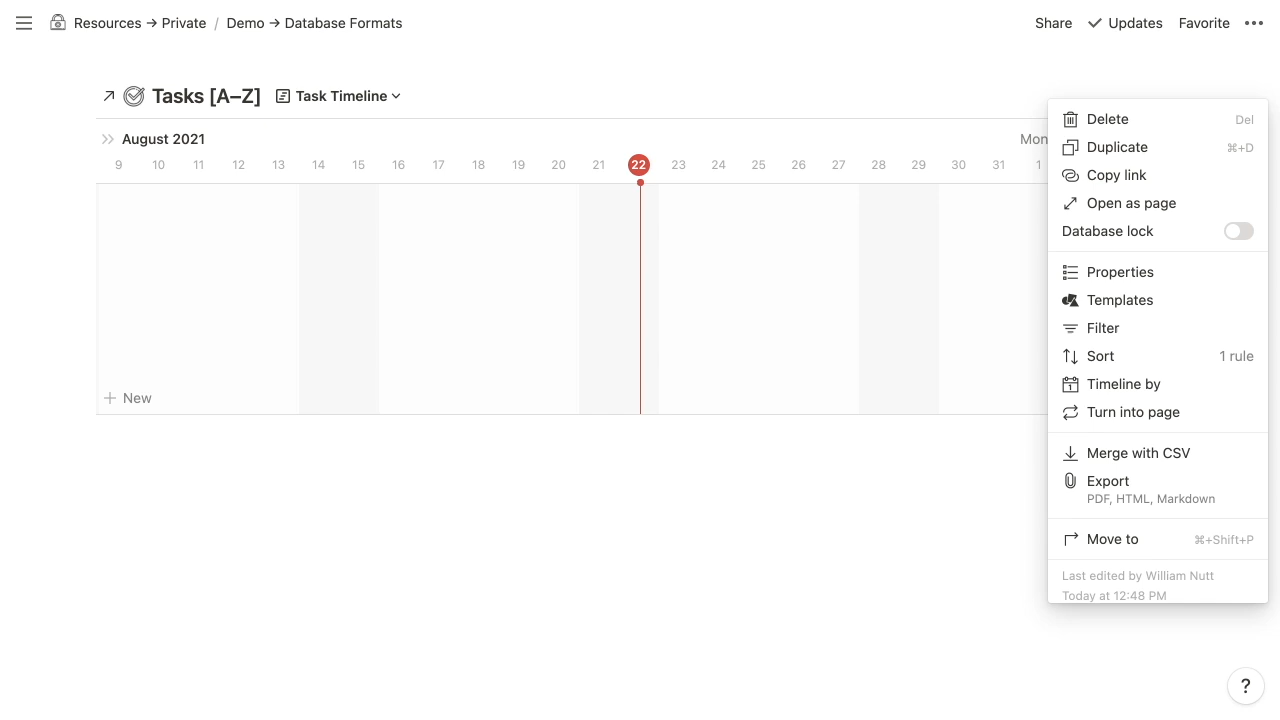 Resources → Private / Demo → Database Formats
Share Updates Favorite •••
Tasks [A–Z] Task Timeline
August 2021 Mon
9 10 11 12 13 14 15 16 17 18 19 20 21 22 23 24 25 26 27 28 29 30 31 1
+ New
Delete Del
Duplicate ⌘+D
Copy link
Open as page
Database lock
Properties
Templates
Filter
Sort 1 rule
Timeline by
Turn into page
Merge with CSV
Export
PDF, HTML, Markdown
Move to ⌘+Shift+P
Last edited by William Nutt
Today at 12:48 PM
?